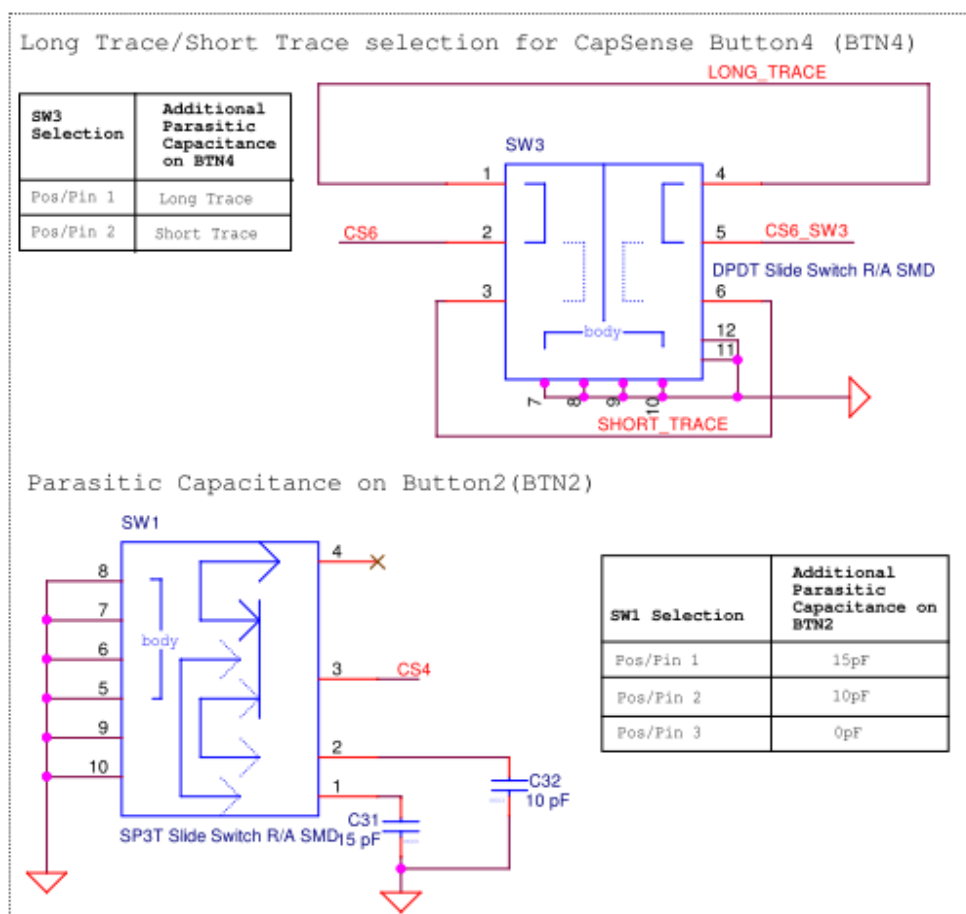 Long Trace/Short Trace selection for CapSense Button4 (BTN4)
LONG_TRACE
SW3
Selection
Additional
Parasitic
Capacitance
on BTN4
Pos/Pin 1
Long Trace
Pos/Pin 2
Short Trace
SW3
1
4
CS6
2
5
CS6_SW3
DPDT Slide Switch R/A SMD
3
6
body
12
11
7
8
9
10
SHORT_TRACE
Parasitic Capacitance on Button2(BTN2)
SW1
4
8
7
body
6
3
CS4
5
9
2
10
1
C32
10 pF
C31
15 pF
SP3T Slide Switch R/A SMD
SW1 Selection
Additional
Parasitic
Capacitance on
BTN2
Pos/Pin 1
15pF
Pos/Pin 2
10pF
Pos/Pin 3
0pF